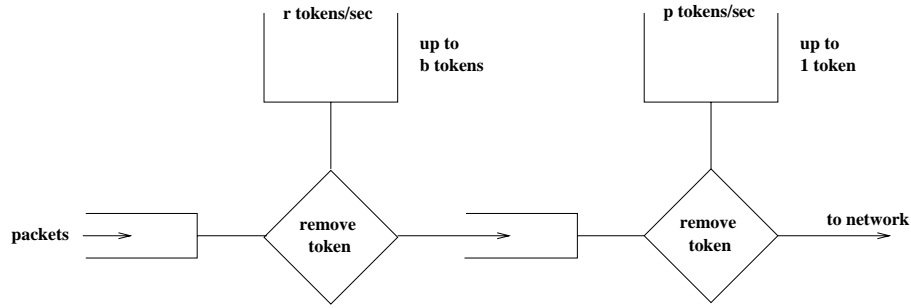 r tokens/sec
up to
b tokens
p tokens/sec
up to
1 token
packets
remove
token
remove
token
to network